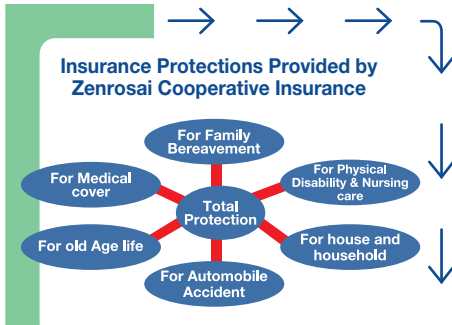 Insurance Protections Provided by
Zenrosai Cooperative Insurance
For Family
Bereavement
For Medical
cover
For Physical
Disability & Nursing
care
Total
Protection
For old Age life
For house and
household
For Automobile
Accident